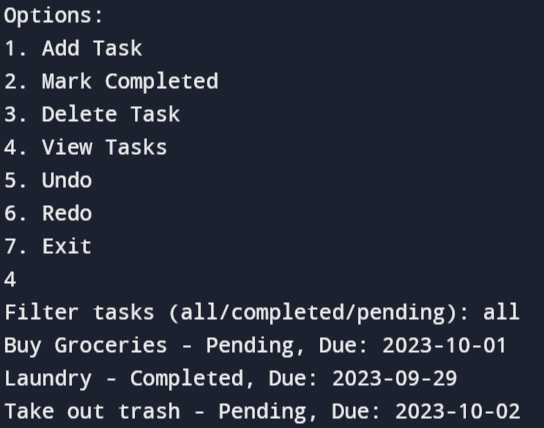 Options:
1. Add Task
2. Mark Completed
3. Delete Task
4. View Tasks
5. Undo
6. Redo
7. Exit
4
Filter tasks (all/completed/pending): all
Buy Groceries - Pending, Due: 2023-10-01
Laundry - Completed, Due: 2023-09-29
Take out trash - Pending, Due: 2023-10-02